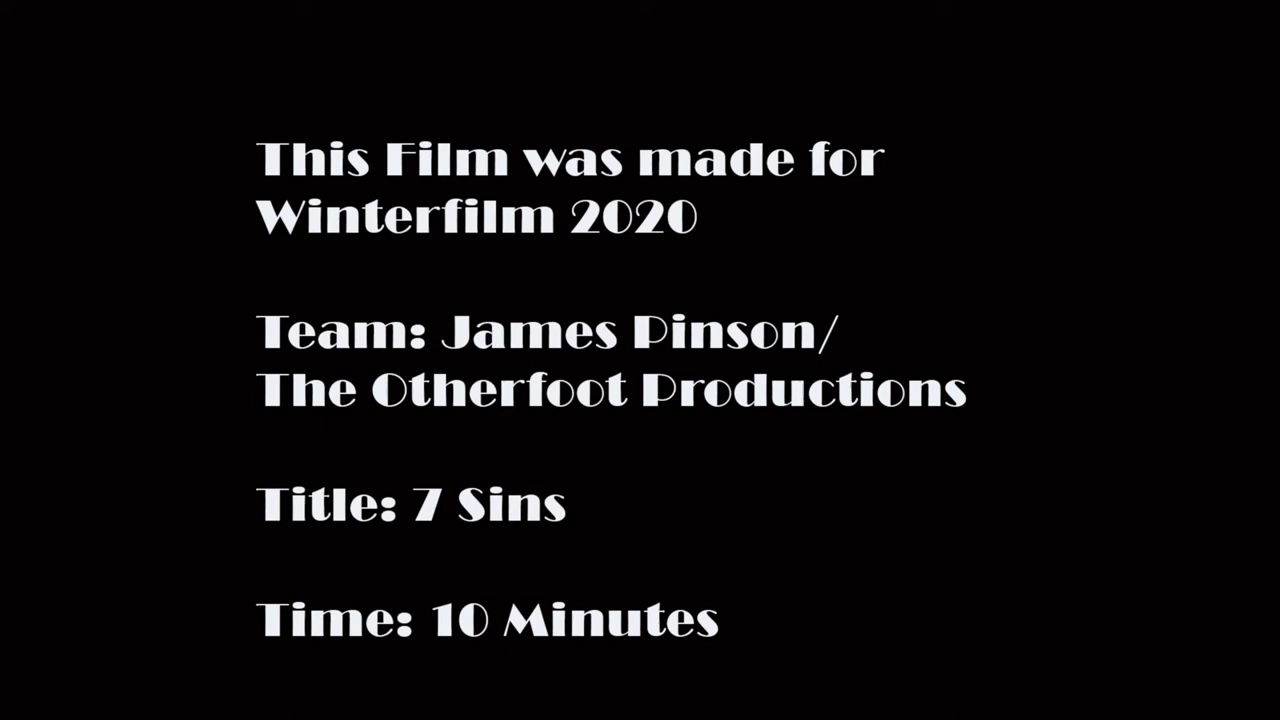 This Film was made for
Winterfilm 2020
Team: James Pinson/
The Otherfoot Productions
Title: 7 Sins
Time: 10 Minutes